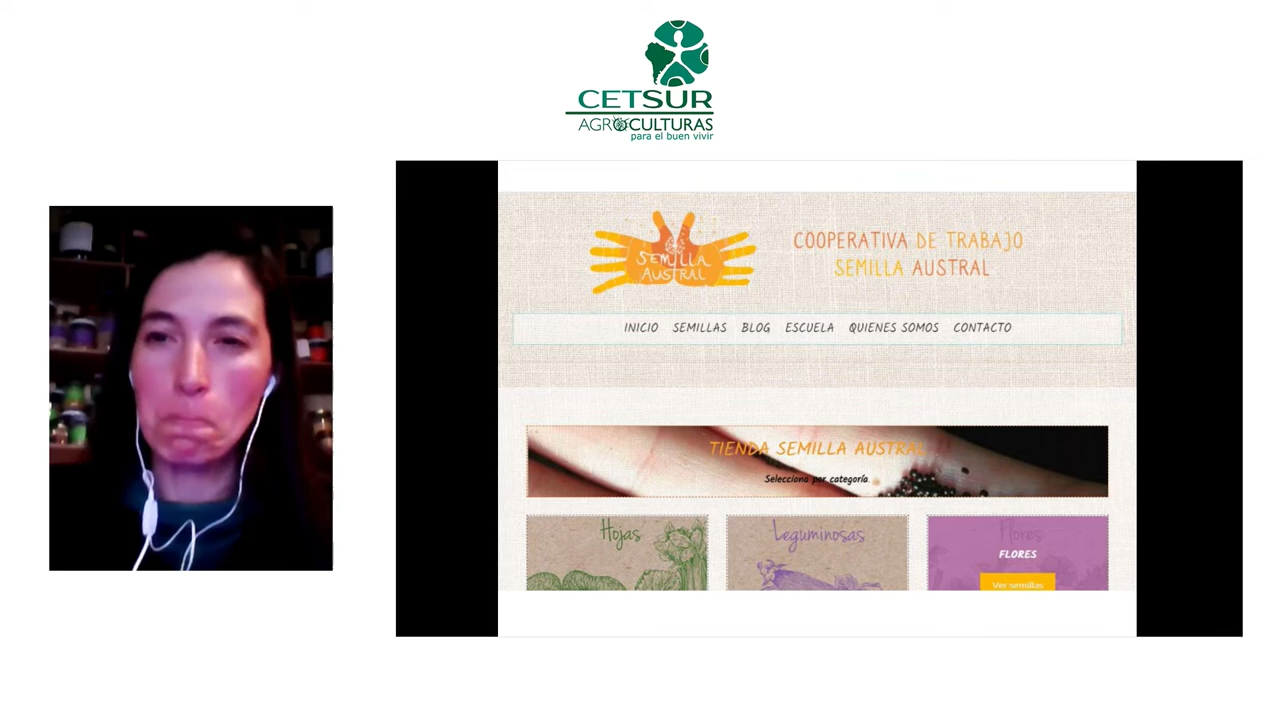 CETSUR
AGROCULTURAS
para el buen vivir
SEMILLA
AUSTRAL
COOPERATIVA DE TRABAJO
SEMILLA AUSTRAL
INICIO SEMILLAS BLOG ESCUELA QUIENES SOMOS CONTACTO
TIENDA SEMILLA AUSTRAL
Selecciona por categoría.
Hojas
Leguminosas
Flores
FLORES
Ver semillas